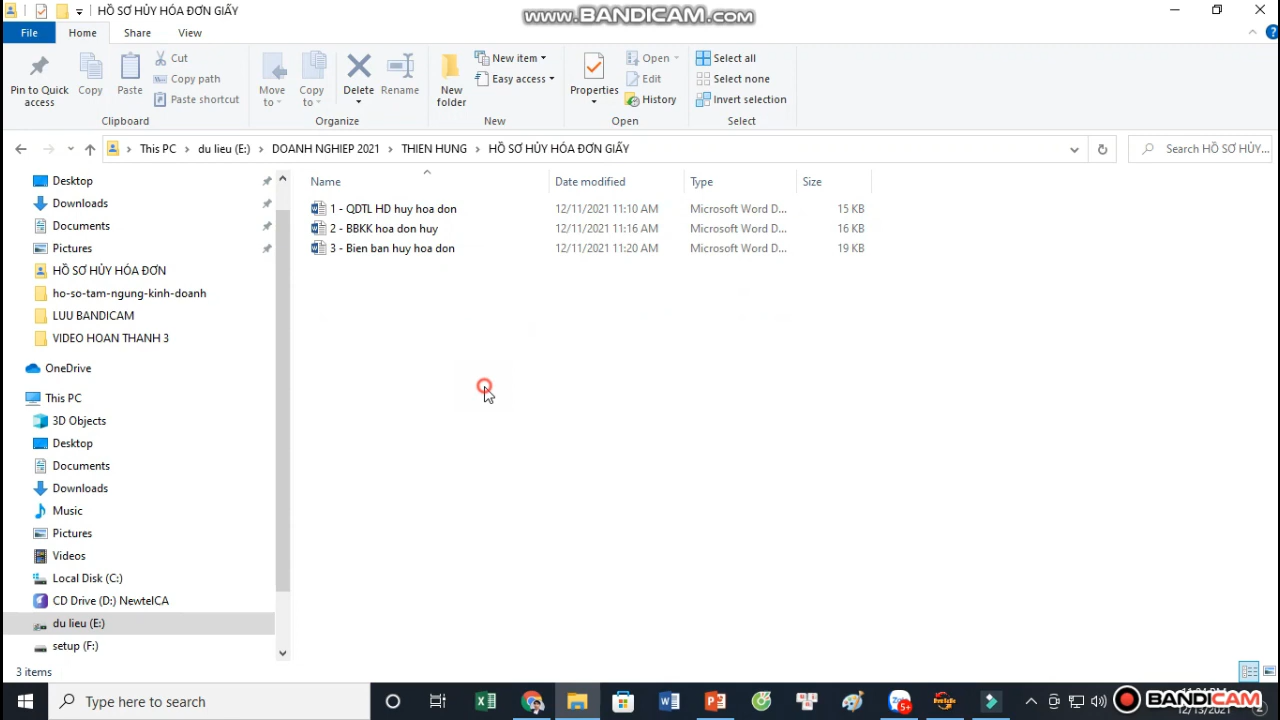 HỒ SƠ HỦY HÓA ĐƠN GIẤY
www.BANDICAM.com
File
Home
Share
View
Pin to Quick access
Copy
Paste
Cut
Copy path
Paste shortcut
Move to
Copy to
Delete
Rename
New folder
New item
Easy access
Properties
Open
Edit
History
Select all
Select none
Invert selection
Clipboard
Organize
New
Open
Select
This PC
du lieu (E:)
DOANH NGHIEP 2021
THIEN HUNG
HỒ SƠ HỦY HÓA ĐƠN GIẤY
Search HỒ SƠ HỦY...
Name
Date modified
Type
Size
1 - QDTL HD huy hoa don 12/11/2021 11:10 AM Microsoft Word D... 15 KB
2 - BBKK hoa don huy 12/11/2021 11:16 AM Microsoft Word D... 16 KB
3 - Bien ban huy hoa don 12/11/2021 11:20 AM Microsoft Word D... 19 KB
Desktop
Downloads
Documents
Pictures
HỒ SƠ HỦY HÓA ĐƠN
ho-so-tam-ngung-kinh-doanh
LUU BANDICAM
VIDEO HOAN THANH 3
OneDrive
This PC
3D Objects
Desktop
Documents
Downloads
Music
Pictures
Videos
Local Disk (C:)
CD Drive (D:) NewtelCA
du lieu (E:)
setup (F:)
3 items
Type here to search
5+
BANDICAM
12/13/2021